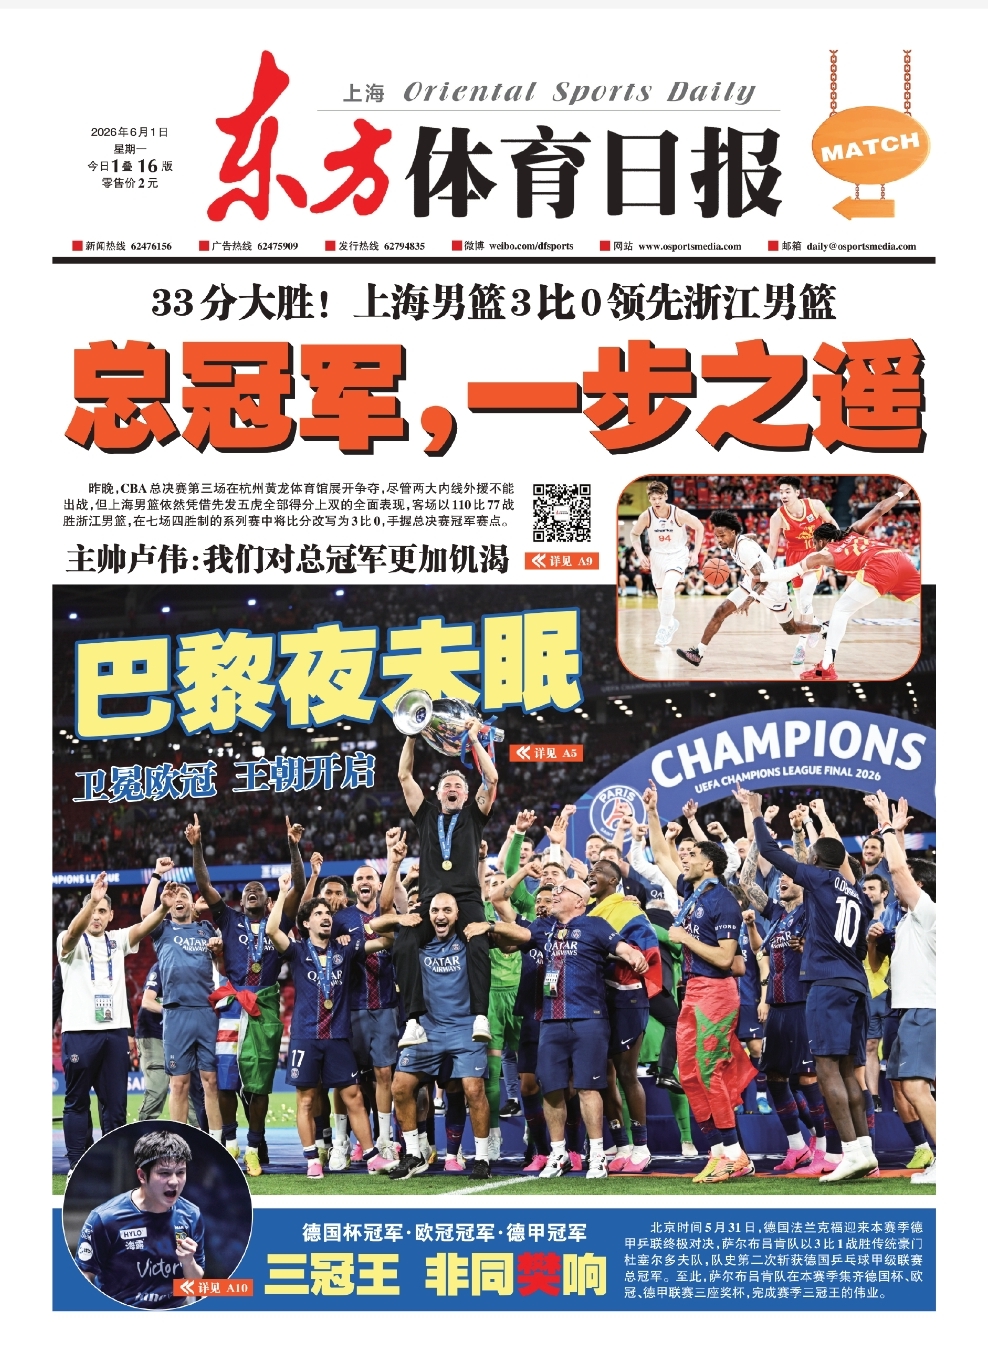 上海 Oriental Sports Daily
东方体育日报
2026年6月1日
星期一
今日1叠16版
零售价2元
MATCH
新闻热线 62476156 广告热线 62475909 发行热线 62794835 微博 weibo.com/dfsports 网站 www.osportsmedia.com 邮箱 daily@osportsmedia.com
33分大胜！上海男篮3比0领先浙江男篮
总冠军，一步之遥
昨晚，CBA总决赛第三场在杭州黄龙体育馆展开争夺，尽管两大内线外援不能
出战，但上海男篮依然凭借先发五虎全部得分上双的全面表现，客场以110比77战
胜浙江男篮，在七场四胜制的系列赛中将比分改写为3比0，手握总决赛冠军赛点。
主帅卢伟：我们对总冠军更加饥渴
详见 A9
94
巴黎夜未眠
详见 A5
卫冕欧冠 王朝开启
CHAMPIONS
UEFA CHAMPIONS LEAGUE FINAL 2026
PARIS
MPIONS LEAGUE
QATAR
AIRWAYS
QATAR
AIRWAYS
QATAR
AIRWAYS
10
17
HYLO
海露
Victor
详见 A10
德国杯冠军·欧冠冠军·德甲冠军
三冠王 非同樊响
北京时间5月31日，德国法兰克福迎来本赛季德
甲乒联终极对决，萨尔布吕肯队以3比1战胜传统豪门
杜塞尔多夫队，队史第二次斩获德国乒乓球甲级联赛
总冠军。至此，萨尔布吕肯队在本赛季集齐德国杯、欧
冠、德甲联赛三座奖杯，完成赛季三冠王的伟业。